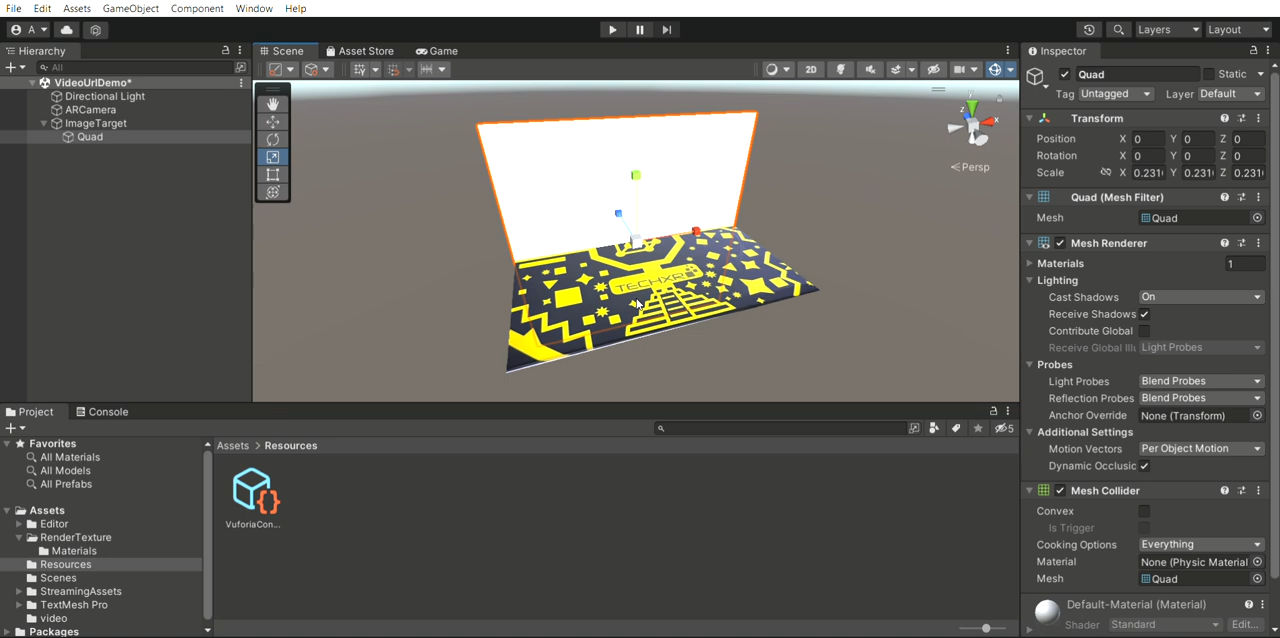 File Edit Assets GameObject Component Window Help
A Layers Layout
Hierarchy
All
VideoUrlDemo*
Directional Light
ARCamera
ImageTarget
Quad
Scene Asset Store Game
2D
TECHXR
y
z x
Persp
Inspector
Quad Static
Tag Untagged Layer Default
Transform
Position X 0 Y 0 Z 0
Rotation X 0 Y 0 Z 0
Scale X 0.231 Y 0.231 Z 0.231
Quad (Mesh Filter)
Mesh Quad
Mesh Renderer
Materials 1
Lighting
Cast Shadows On
Receive Shadows
Contribute Global
Receive Global Illu Light Probes
Probes
Light Probes Blend Probes
Reflection Probes Blend Probes
Anchor Override None (Transform)
Additional Settings
Motion Vectors Per Object Motion
Dynamic Occlusic
Mesh Collider
Convex
Is Trigger
Cooking Options Everything
Material None (Physic Material
Mesh Quad
Default-Material (Material)
Shader Standard Edit...
Project Console
5
Favorites
All Materials
All Models
All Prefabs
Assets
Editor
RenderTexture
Materials
Resources
Scenes
StreamingAssets
TextMesh Pro
video
Packages
Assets > Resources
VuforiaCon...